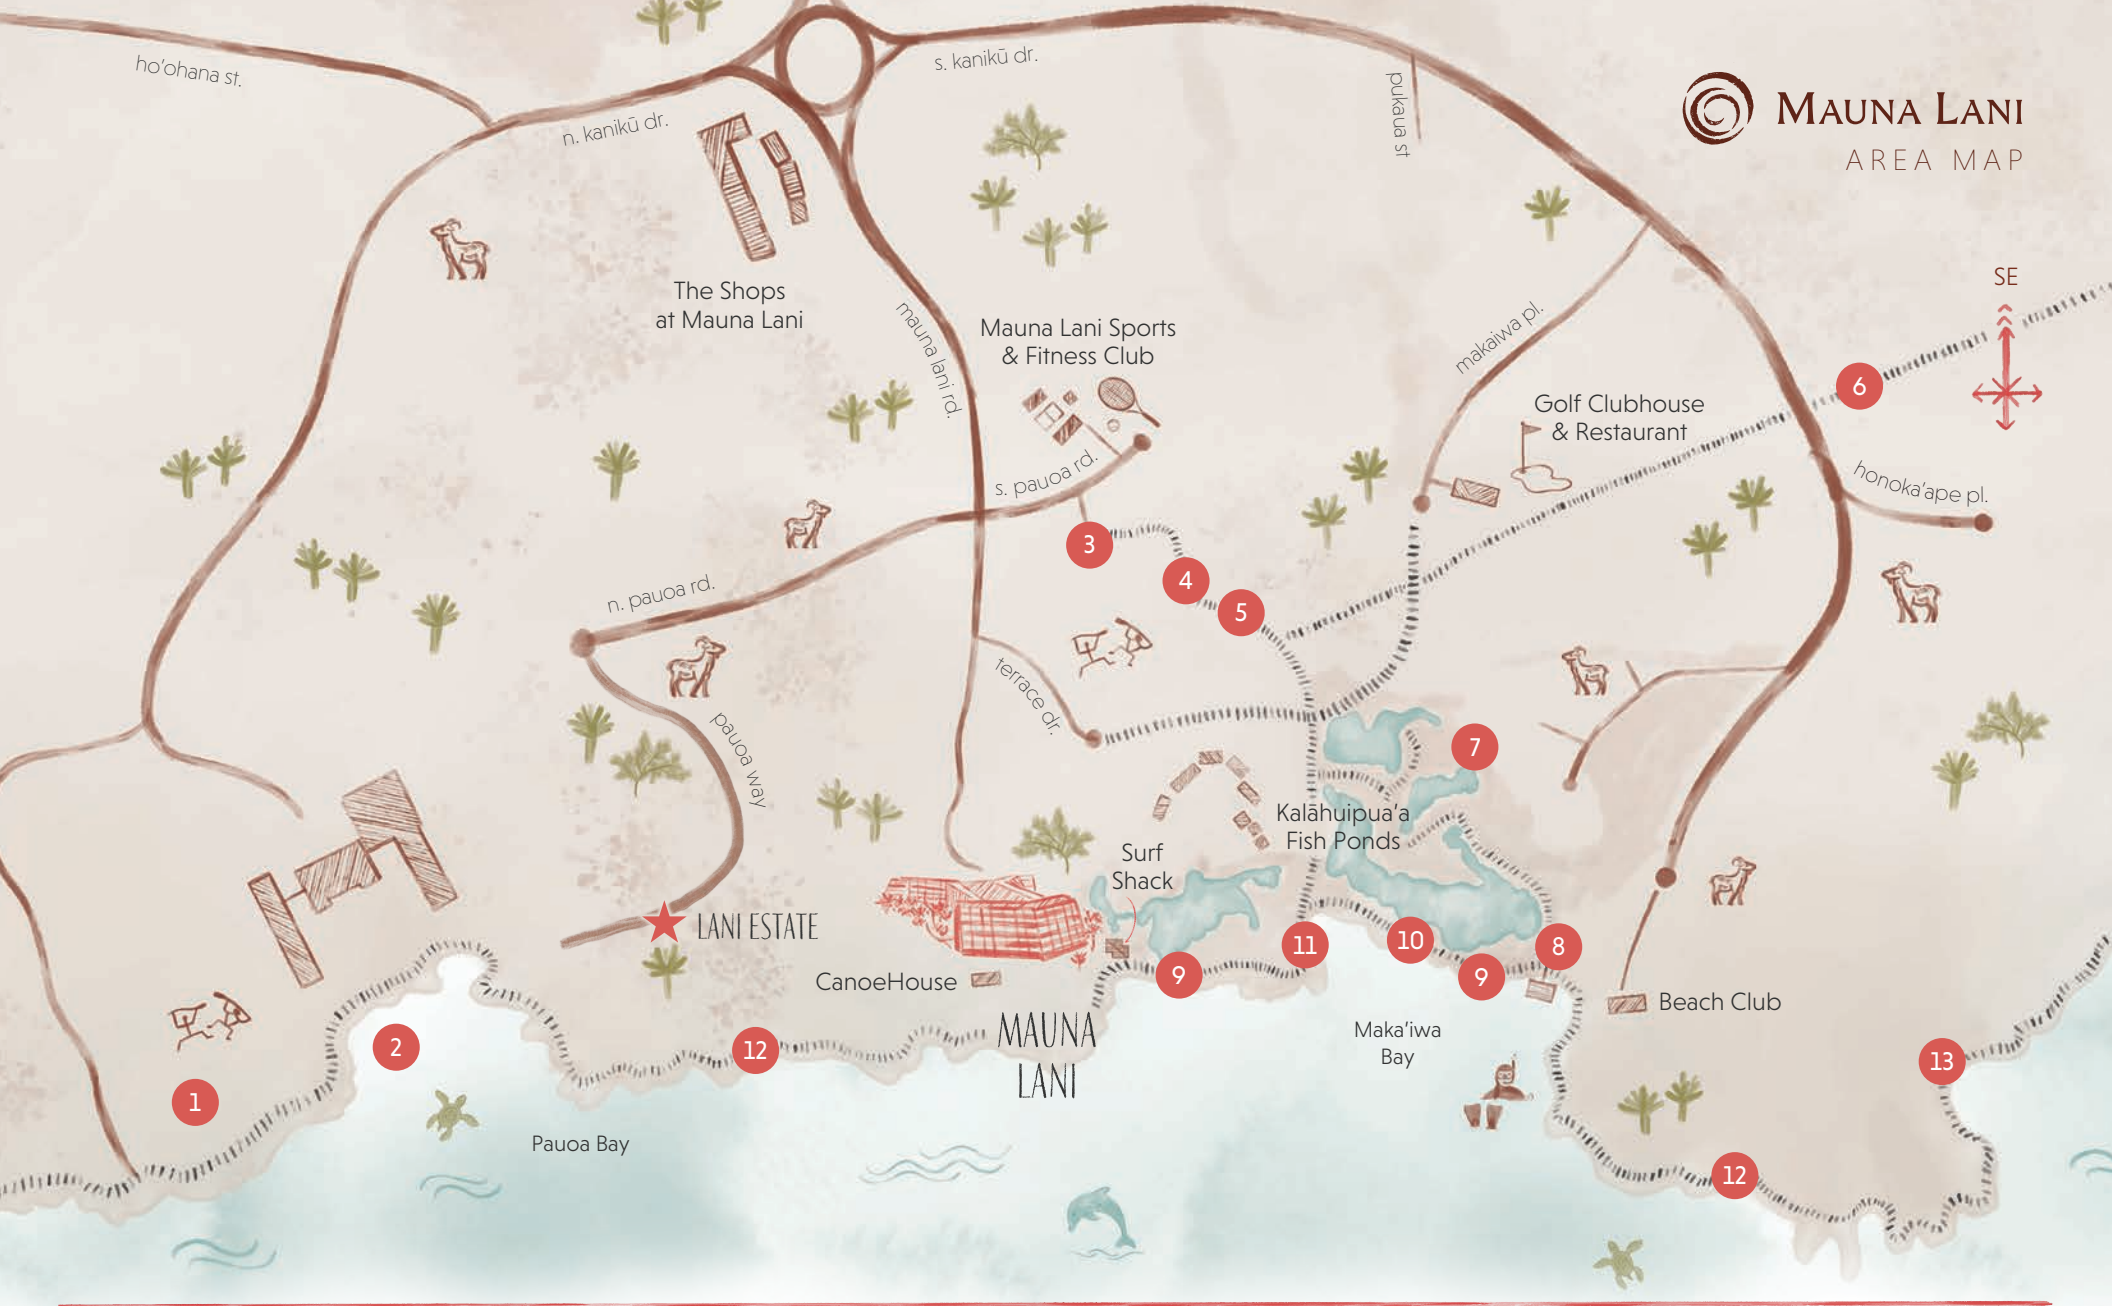 MAUNA LANI
AREA MAP
ho'ohana st.
n. kanikū dr.
s. kanikū dr.
pukaua st
The Shops
at Mauna Lani
mauna lani rd.
Mauna Lani Sports
& Fitness Club
makaiwa pl.
Golf Clubhouse
& Restaurant
SE
6
honoka'ape pl.
s. pauoa rd.
3
4
5
n. pauoa rd.
terrace dr.
pauoa way
7
Kalāhuipua'a
Fish Ponds
Surf
Shack
LANI ESTATE
CanoeHouse
9
11
10
9
8
Beach Club
MAUNA
LANI
Maka'iwa
Bay
2
12
13
1
Pauoa Bay
12